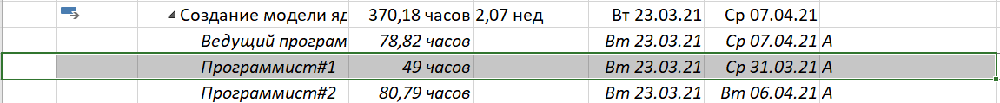 Создание модели яд 370,18 часов 2,07 нед Вт 23.03.21 Ср 07.04.21
Ведущий програм 78,82 часов Вт 23.03.21 Ср 07.04.21 А
Программист#1 49 часов Вт 23.03.21 Ср 31.03.21 А
Программист#2 80,79 часов Вт 23.03.21 Вт 06.04.21 А